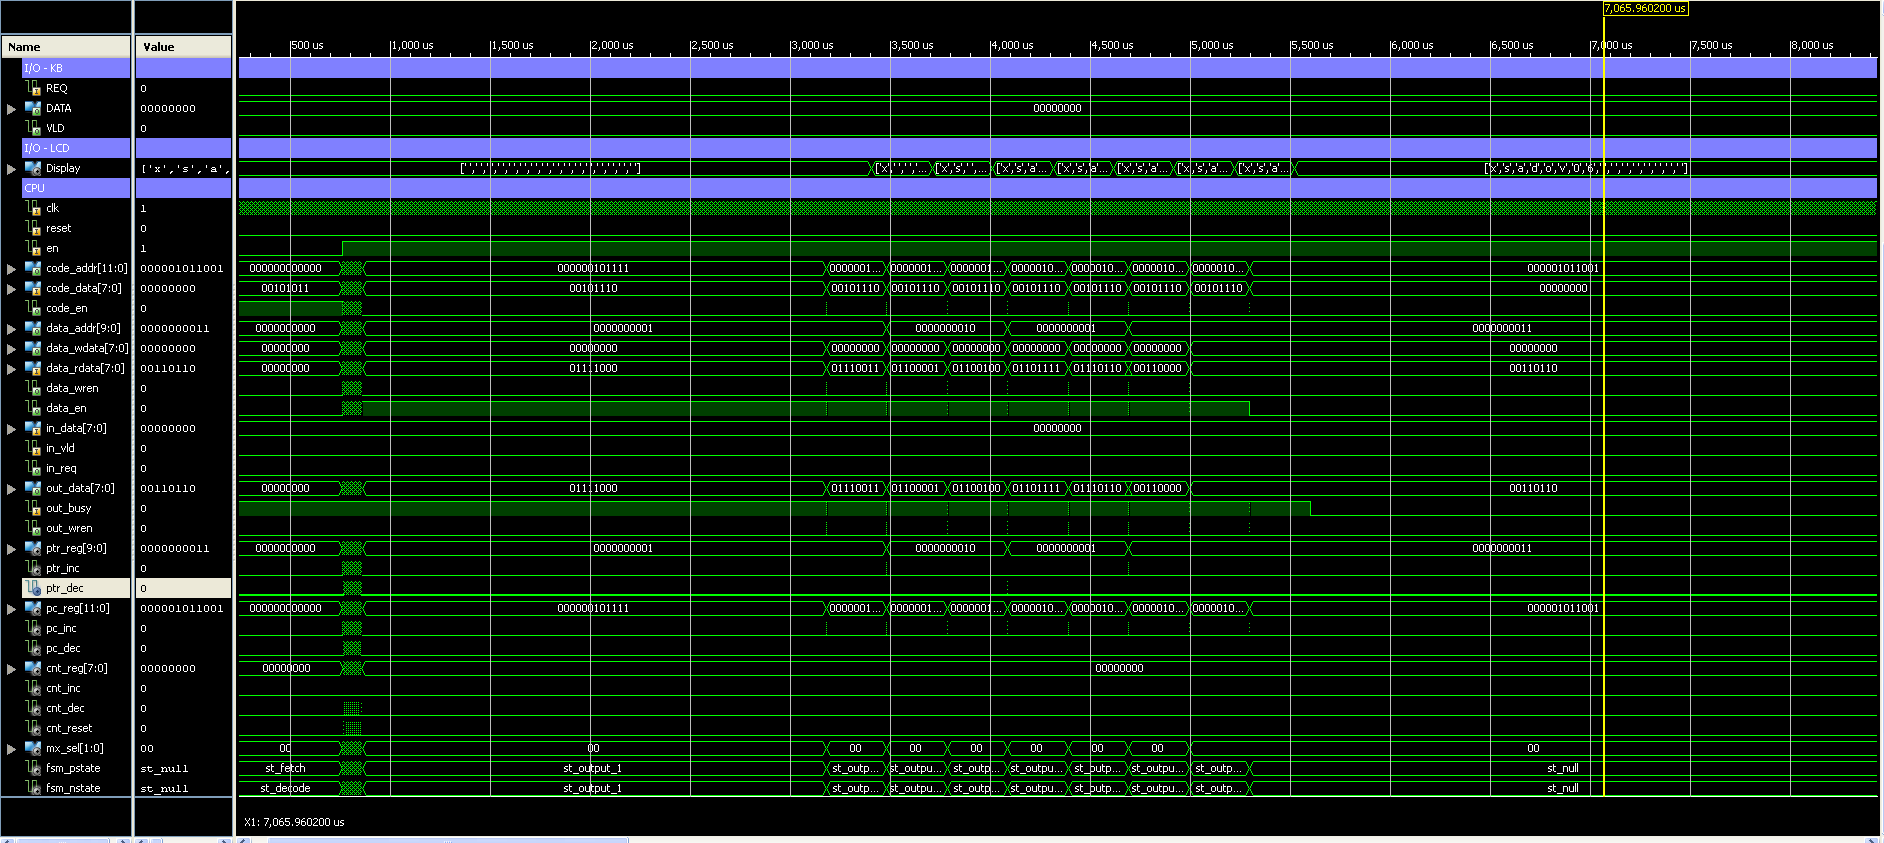 7,065.960200 us
Name Value 500 us 1,000 us 1,500 us 2,000 us 2,500 us 3,000 us 3,500 us 4,000 us 4,500 us 5,000 us 5,500 us 6,000 us 6,500 us 7,000 us 7,500 us 8,000 us
I/O - KB
REQ 0
DATA 00000000 00000000
VLD 0
I/O - LCD
Display ['x','s','a', [' ',' ',' ',' ',' ',' ',' ',' ',' ',' ',' ',' ',' ',' ',' ',' '] ['x',' ',' ',... ['x','s',' ',... ['x','s','a'... ['x','s','a'... ['x','s','a'... ['x','s','a'... ['x','s','a'... ['x','s','a','d','o','v','0','6',' ',' ',' ',' ',' ',' ',' ',' ']
CPU
clk 1
reset 0
en 1
code_addr[11:0] 000001011001 000000000000 000000101111 0000001... 0000001... 0000001... 0000010... 0000010... 0000010... 0000010... 000001011001
code_data[7:0] 00000000 00101011 00101110 00101110 00101110 00101110 00101110 00101110 00101110 00101110 00000000
code_en 0
data_addr[9:0] 0000000011 0000000000 0000000001 0000000010 0000000001 0000000011
data_wdata[7:0] 00000000 00000000 00000000 00000000 00000000 00000000 00000000 00000000 00000000 00000000
data_rdata[7:0] 00110110 00000000 01111000 01110011 01100001 01100100 01101111 01110110 00110000 00110110
data_wren 0
data_en 0
in_data[7:0] 00000000 00000000
in_vld 0
in_req 0
out_data[7:0] 00110110 00000000 01111000 01110011 01100001 01100100 01101111 01110110 00110000 00110110
out_busy 0
out_wren 0
ptr_reg[9:0] 0000000011 0000000000 0000000001 0000000010 0000000001 0000000011
ptr_inc 0
ptr_dec 0
pc_reg[11:0] 000001011001 000000000000 000000101111 0000001... 0000001... 0000001... 0000010... 0000010... 0000010... 0000010... 000001011001
pc_inc 0
pc_dec 0
cnt_reg[7:0] 00000000 00000000 00000000
cnt_inc 0
cnt_dec 0
cnt_reset 0
mx_sel[1:0] 00 00 00 00 00 00 00 00 00 00
fsm_pstate st_null st_fetch st_output_1 st_outp... st_outpu... st_outp... st_outp... st_outp... st_outpu... st_outp... st_null
fsm_nstate st_null st_decode st_output_1 st_outp... st_outpu... st_outp... st_outp... st_outp... st_outpu... st_outp... st_null
X1: 7,065.960200 us